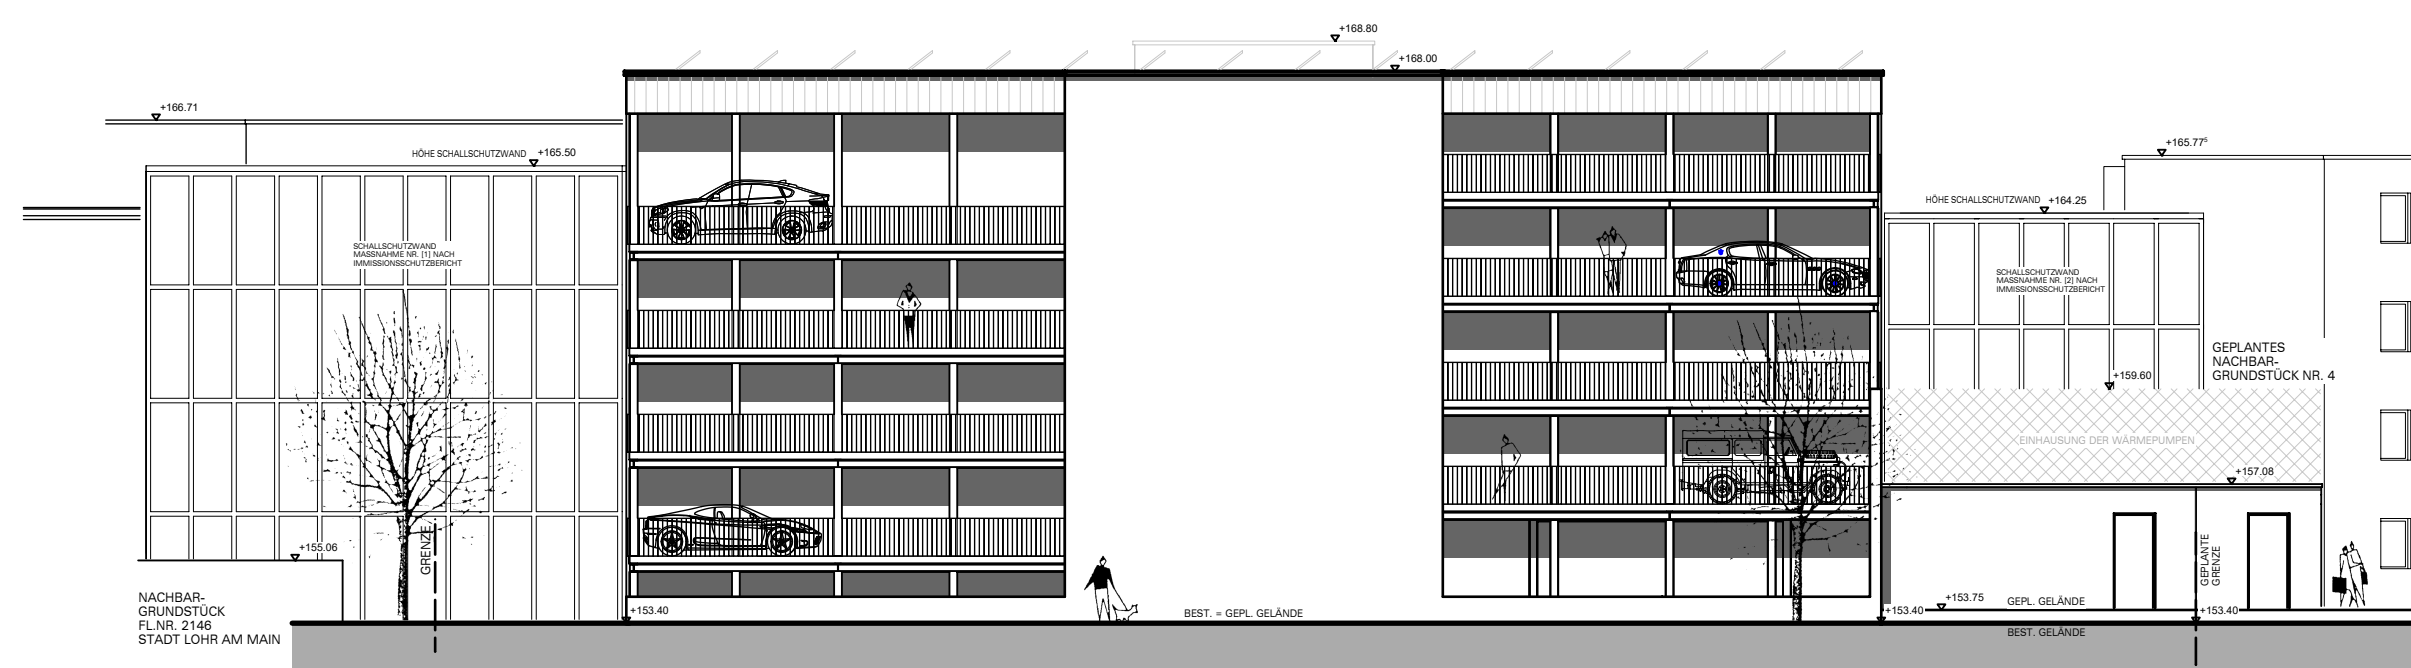 +168.80
+168.00
+166.71
HÖHE SCHALLSCHUTZWAND +165.50
+165.77⁵
HÖHE SCHALLSCHUTZWAND +164.25
SCHALLSCHUTZWAND
MASSNAHME NR. [1] NACH
IMMISSIONSSCHUTZBERICHT
SCHALLSCHUTZWAND
MASSNAHME NR. [2] NACH
IMMISSIONSSCHUTZBERICHT
GEPLANTES
NACHBAR-
GRUNDSTÜCK NR. 4
+159.60
EINHAUSUNG DER WÄRMEPUMPEN
+157.08
+155.06
GRENZE
GEPLANTE
GRENZE
NACHBAR-
GRUNDSTÜCK
FL.NR. 2146
STADT LOHR AM MAIN
+153.40
BEST. = GEPL. GELÄNDE
+153.40
+153.75
GEPL. GELÄNDE
+153.40
BEST. GELÄNDE